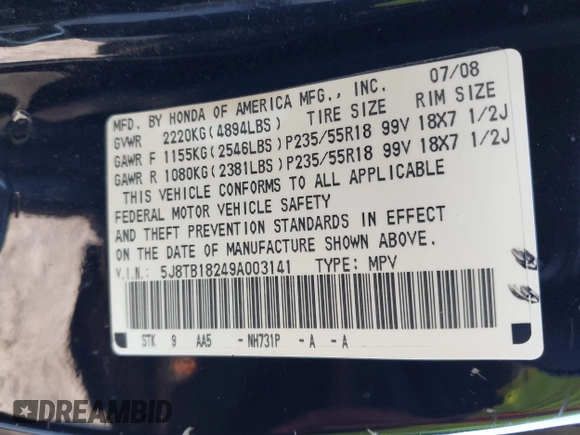 MFD. BY HONDA OF AMERICA MFG., INC. 07/08
GVWR 2220KG(4894LBS) TIRE SIZE RIM SIZE
GAWR F 1155KG(2546LBS)P235/55R18 99V 18X7 1/2J
GAWR R 1080KG(2381LBS)P235/55R18 99V 18X7 1/2J
THIS VEHICLE CONFORMS TO ALL APPLICABLE
FEDERAL MOTOR VEHICLE SAFETY
AND THEFT PREVENTION STANDARDS IN EFFECT
ON THE DATE OF MANUFACTURE SHOWN ABOVE.
V.I.N.: 5J8TB18249A003141 TYPE: MPV
STK 9 AA5 -NH731P -A -A
DREAMBID